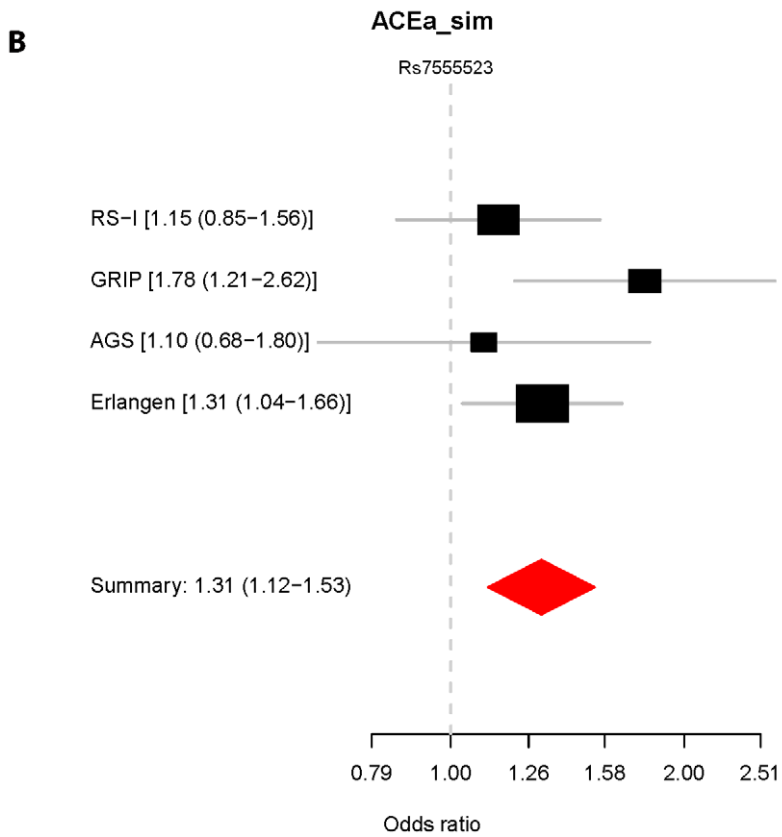 ACEa_sim
B
Rs7555523
RS−I [1.15 (0.85−1.56)]
GRIP [1.78 (1.21−2.62)]
AGS [1.10 (0.68−1.80)]
Erlangen [1.31 (1.04−1.66)]
Summary: 1.31 (1.12−1.53)
0.79 1.00 1.26 1.58 2.00 2.51
Odds ratio